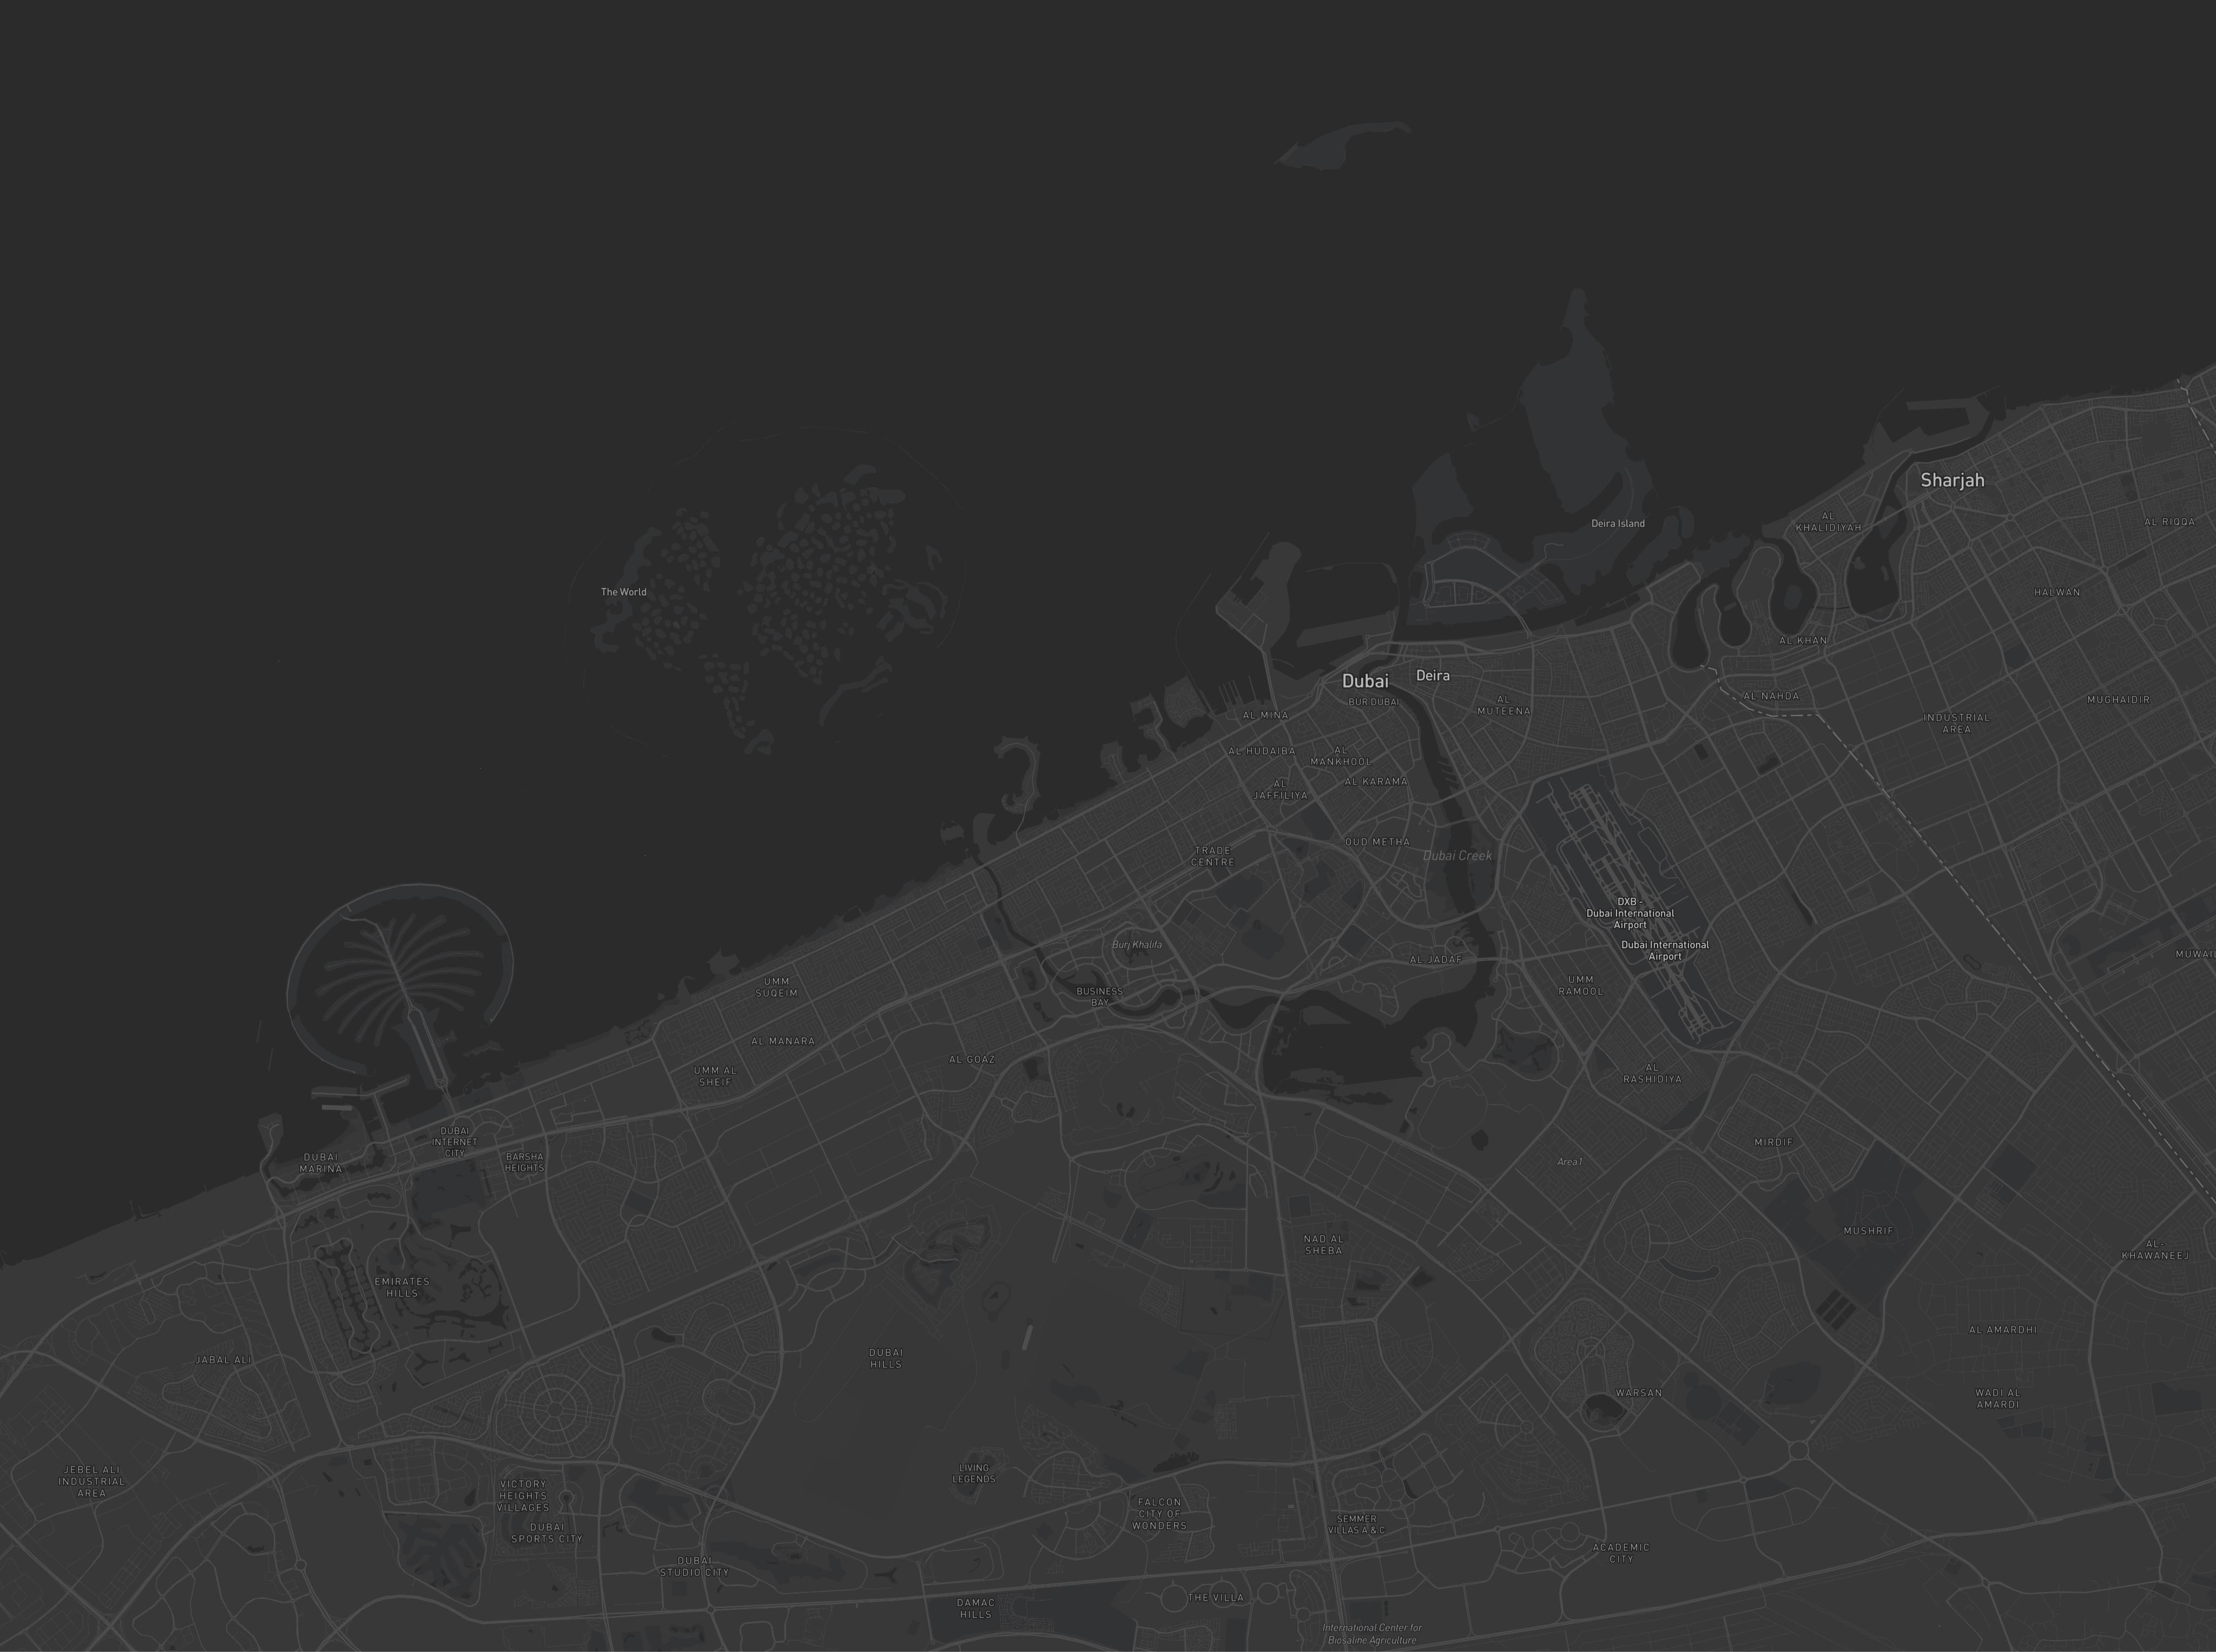 Sharjah
AL
KHALIDIYAH
AL RIQQA
Deira Island
The World
HALWAN
AL KHAN
Dubai
Deira
BUR DUBAI
AL NAHDA
MUGHAIDIR
AL
MUTEENA
AL MINA
INDUSTRIAL
AREA
AL HUDAIBA
AL
MANKHOOL
AL KARAMA
AL
JAFFILIYA
OUD METHA
TRADE
CENTRE
Dubai Creek
DXB -
Dubai International
Airport
Dubai International
Airport
Burj Khalifa
AL JADAF
MUWAIL
UMM
SUQEIM
BUSINESS
BAY
UMM
RAMOOL
AL MANARA
AL GOAZ
UMM AL
SHEIF
AL
RASHIDIYA
DUBAI
INTERNET
CITY
MIRDIF
DUBAI
MARINA
BARSHA
HEIGHTS
Area1
MUSHRIF
NAD AL
SHEBA
AL
KHAWANEEJ
EMIRATES
HILLS
AL AMARDHI
JABAL ALI
DUBAI
HILLS
WARSAN
WADI AL
AMARDI
JEBEL ALI
INDUSTRIAL
AREA
LIVING
LEGENDS
VICTORY
HEIGHTS
VILLAGES
FALCON
CITY OF
WONDERS
DUBAI
SPORTS CITY
SEMMER
VILLAS A & C
DUBAI
STUDIO CITY
ACADEMIC
CITY
DAMAC
HILLS
THE VILLA
International Center for
Biosaline Agriculture